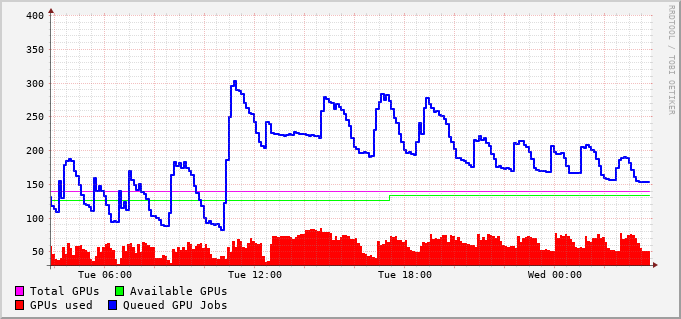 400
350
300
250
200
150
100
50
Tue 06:00 Tue 12:00 Tue 18:00 Wed 00:00
Total GPUs Available GPUs
GPUs used Queued GPU Jobs
RRDTOOL / TOBI OETIKER